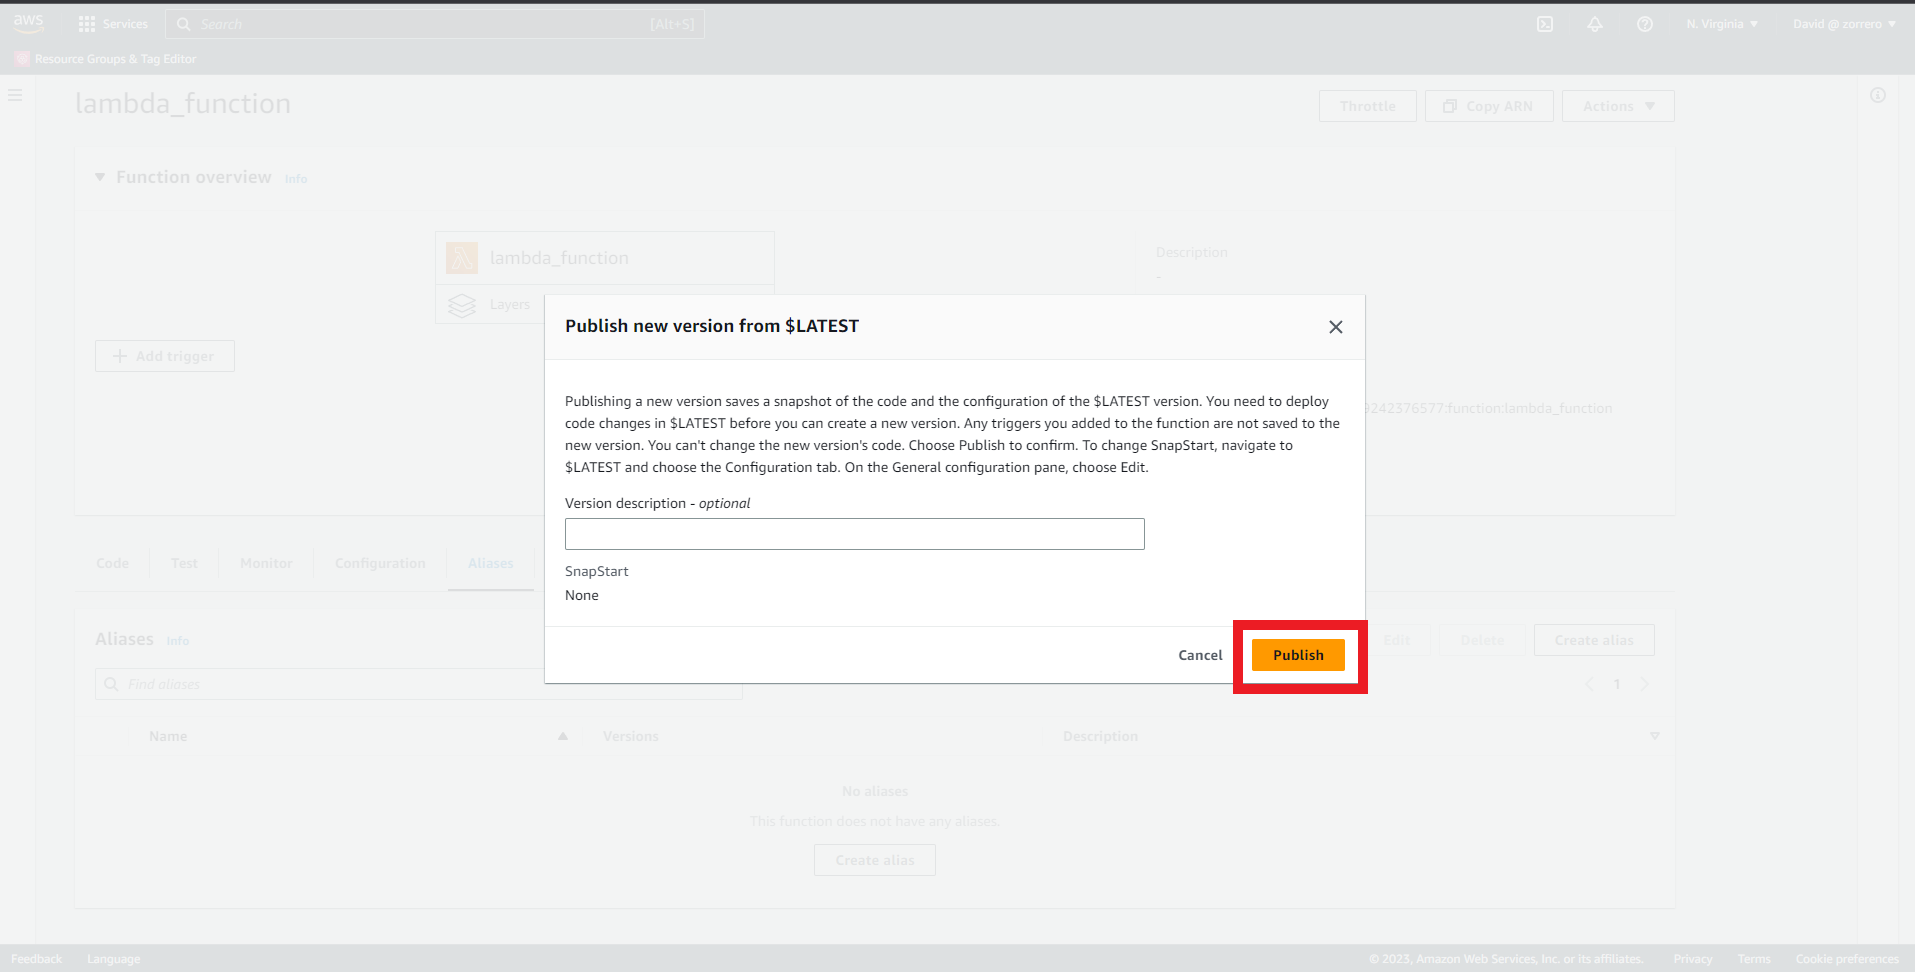 aws
Services
Search
[Alt+S]
N. Virginia
David @ zorrero
Resource Groups & Tag Editor
lambda_function
Throttle
Copy ARN
Actions
Function overview
Info
lambda_function
Layers
Description
-
Add trigger
9242376577:function:lambda_function
Publish new version from $LATEST
Publishing a new version saves a snapshot of the code and the configuration of the $LATEST version. You need to deploy
code changes in $LATEST before you can create a new version. Any triggers you added to the function are not saved to the
new version. You can't change the new version's code. Choose Publish to confirm. To change SnapStart, navigate to
$LATEST and choose the Configuration tab. On the General configuration pane, choose Edit.
Version description - optional
SnapStart
None
Cancel
Publish
Code
Test
Monitor
Configuration
Aliases
Aliases
Info
Edit
Delete
Create alias
Find aliases
1
Name
Versions
Description
No aliases
This function does not have any aliases.
Create alias
Feedback
Language
© 2023, Amazon Web Services, Inc. or its affiliates.
Privacy
Terms
Cookie preferences